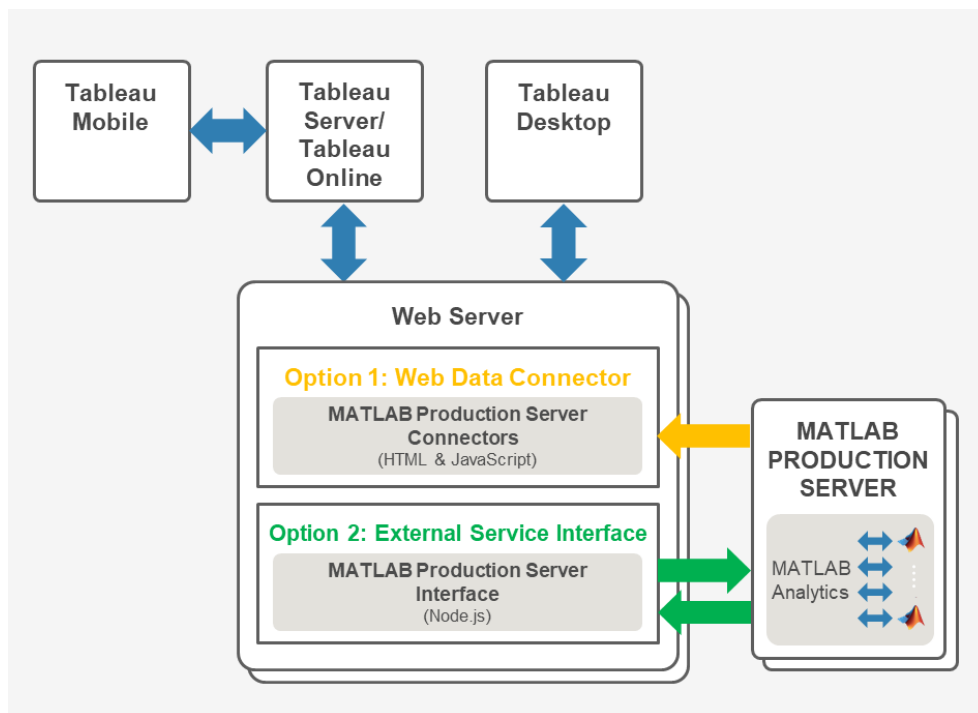 Tableau
Mobile
Tableau
Server/
Tableau
Online
Tableau
Desktop
Web Server
Option 1: Web Data Connector
MATLAB Production Server
Connectors
(HTML & JavaScript)
Option 2: External Service Interface
MATLAB Production Server
Interface
(Node.js)
MATLAB
PRODUCTION
SERVER
MATLAB
Analytics